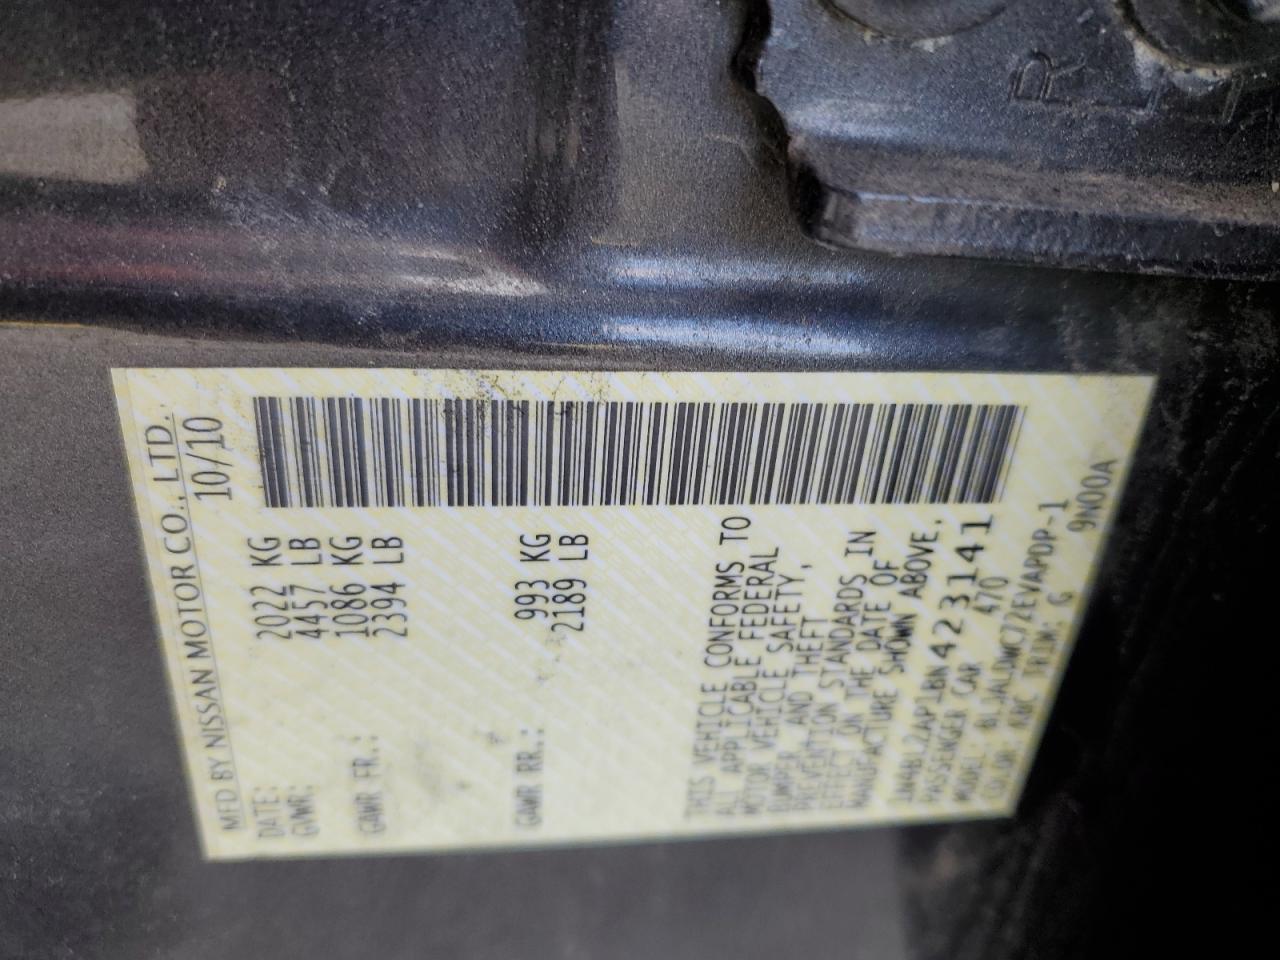 MFD BY NISSAN MOTOR CO., LTD.
DATE: 10/10
GVWR: 2022 KG
4457 LB
GAWR FR.: 1086 KG
2394 LB
GAWR RR.: 993 KG
2189 LB
THIS VEHICLE CONFORMS TO
ALL APPLICABLE FEDERAL
MOTOR VEHICLE SAFETY,
BUMPER AND THEFT
PREVENTION STANDARDS IN
EFFECT ON THE DATE OF
MANUFACTURE SHOWN ABOVE.
PASSENGER CAR 470
MODEL:
COLOR: TRIM: G
9N00A